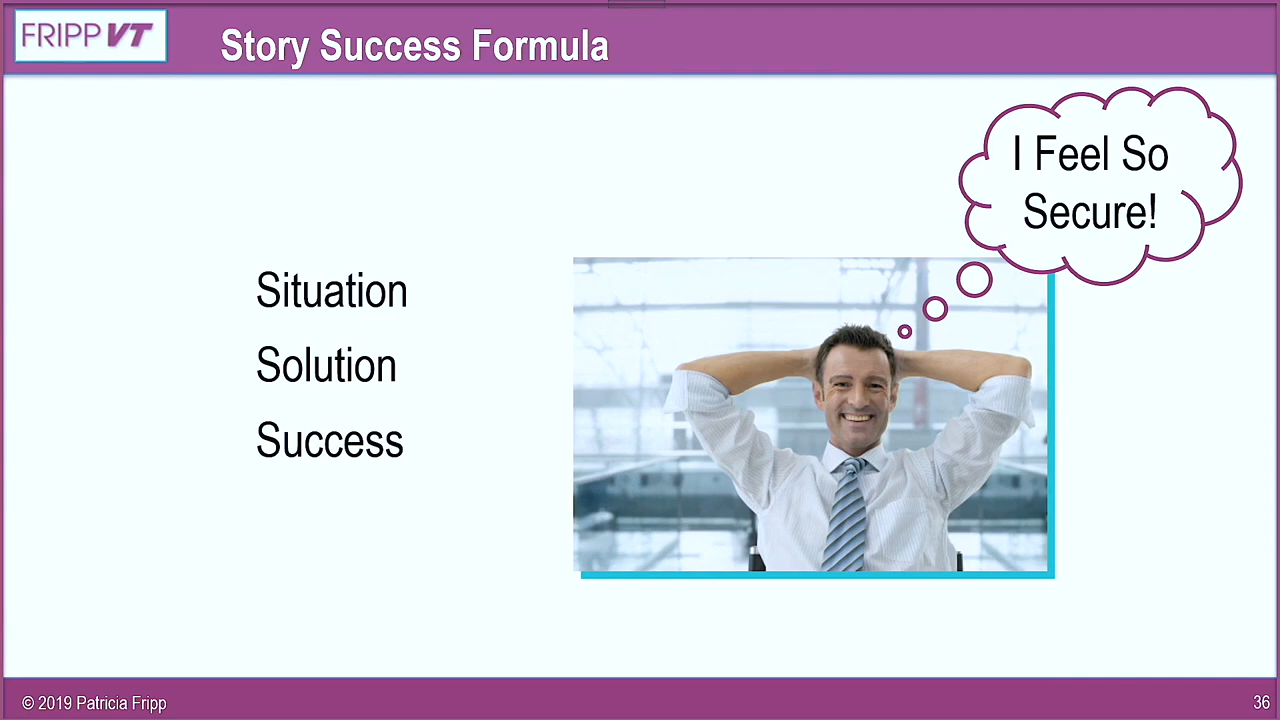 FRIPP VT
Story Success Formula
I Feel So
Secure!
Situation
Solution
Success
© 2019 Patricia Fripp
36